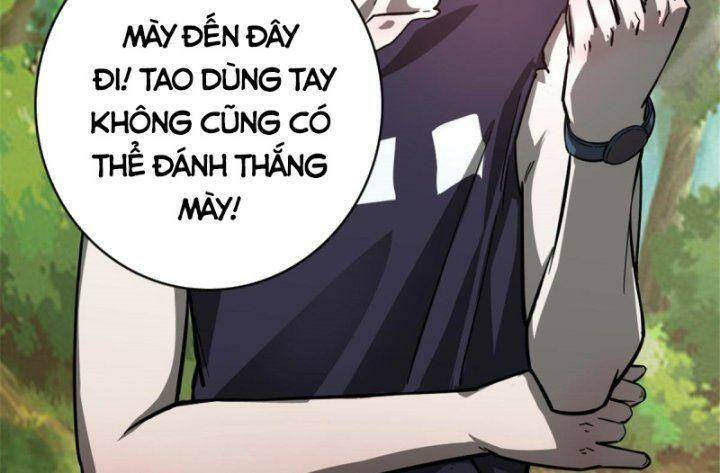 MÀY ĐẾN ĐÂY
ĐI! TAO DÙNG TAY
KHÔNG CŨNG CÓ
THỂ ĐÁNH THẮNG
MÀY!